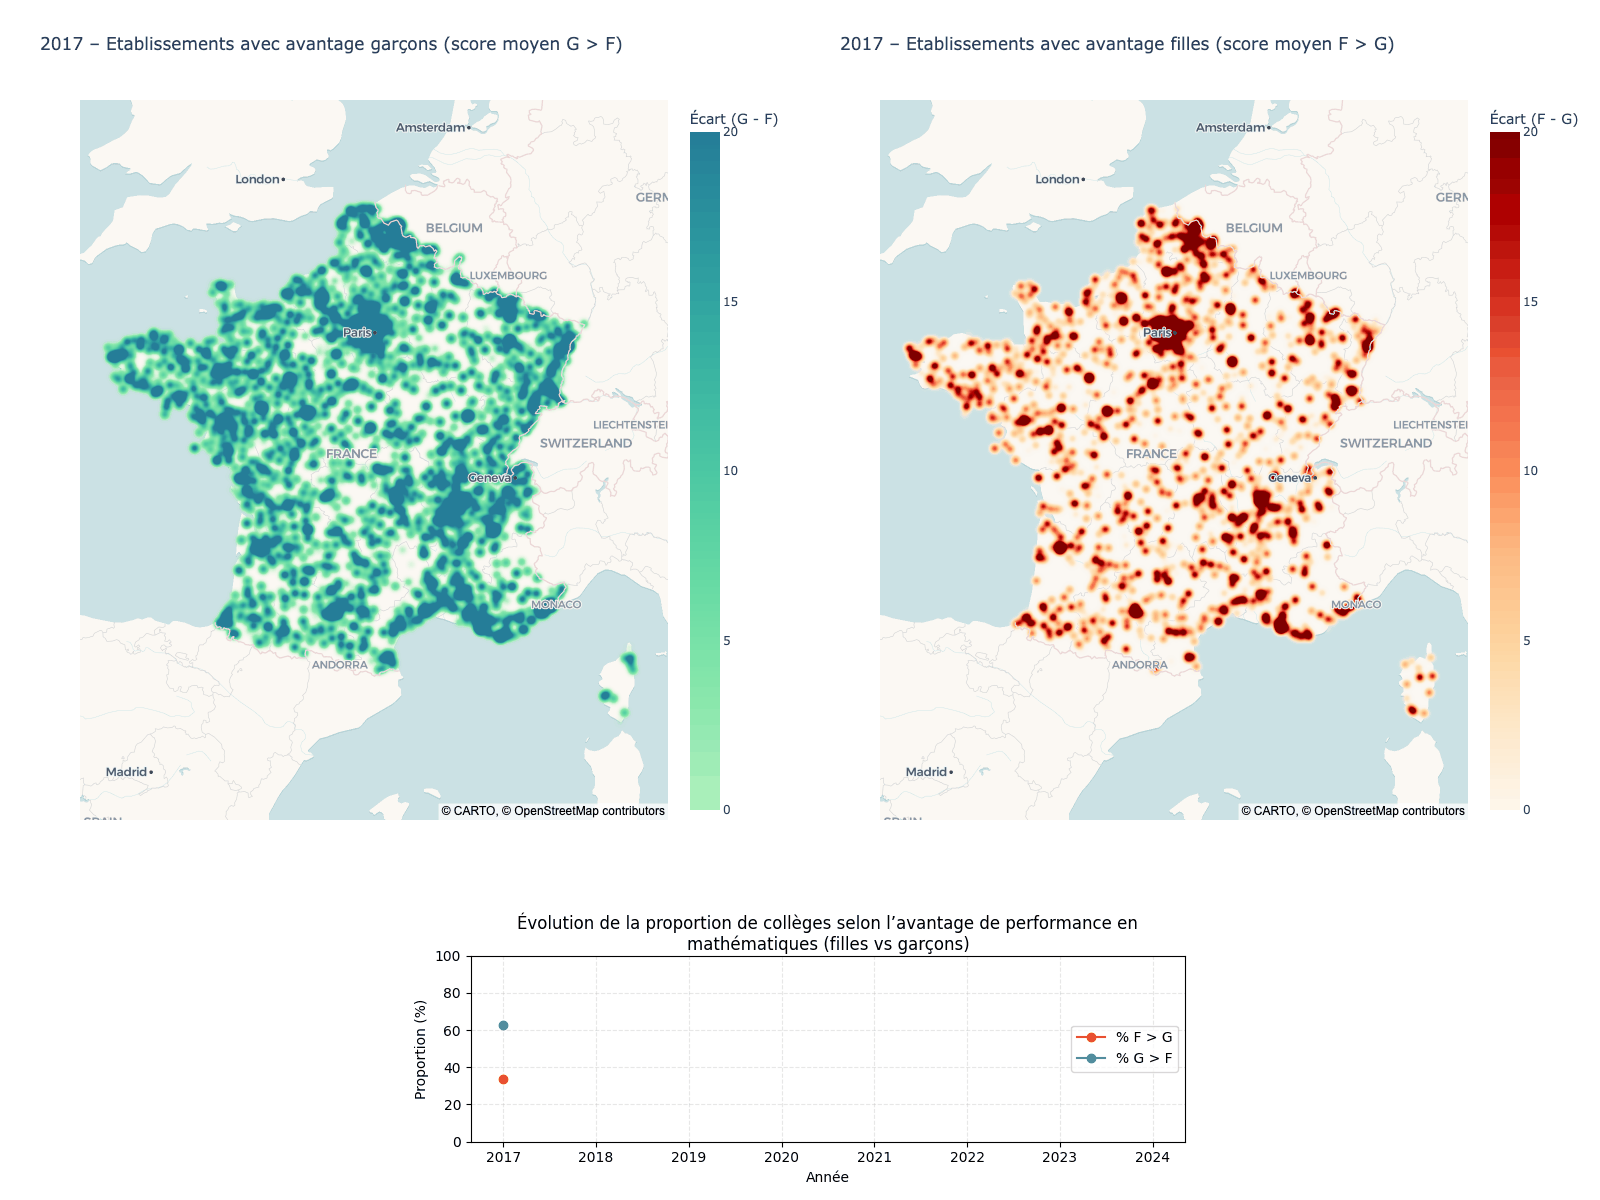 2017 – Etablissements avec avantage garçons (score moyen G > F)
2017 – Etablissements avec avantage filles (score moyen F > G)
Écart (G - F)
20
15
10
5
0
Amsterdam
London
GERM
BELGIUM
LUXEMBOURG
Paris
LIECHTENSTEI
SWITZERLAND
FRANCE
Geneva
MONACO
ANDORRA
Madrid
SPAIN
© CARTO, © OpenStreetMap contributors
Écart (F - G)
20
15
10
5
0
Amsterdam
London
GERM
BELGIUM
LUXEMBOURG
Paris
LIECHTENSTEI
SWITZERLAND
FRANCE
Geneva
MONACO
ANDORRA
Madrid
SPAIN
© CARTO, © OpenStreetMap contributors
Évolution de la proportion de collèges selon l’avantage de performance en
mathématiques (filles vs garçons)
Proportion (%)
100
80
60
40
20
0
% F > G
% G > F
2017 2018 2019 2020 2021 2022 2023 2024
Année